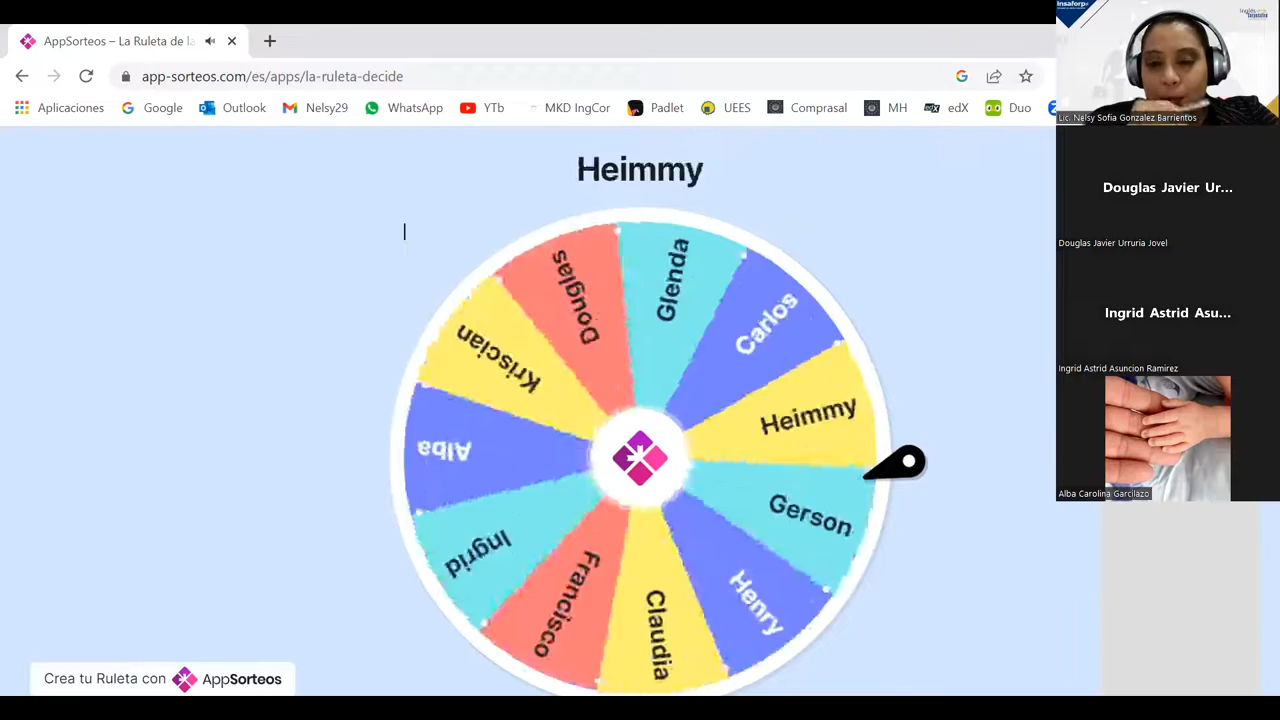 AppSorteos – La Ruleta de la
app-sorteos.com/es/apps/la-ruleta-decide
Aplicaciones
Google
Outlook
Nelsy29
WhatsApp
YTb
MKD IngCor
Padlet
UEES
Comprasal
MH
edX
Duo
Heimmy
Glenda
Carlos
Heimmy
Gerson
Henry
Claudia
Francisco
Ingrid
Alba
Kriscian
Douglas
Crea tu Ruleta con AppSorteos
Insaforp
Lic. Nelsy Sofia Gonzalez Barrientos
Douglas Javier Ur...
Douglas Javier Urruria Jovel
Ingrid Astrid Asu...
Ingrid Astrid Asuncion Ramirez
Alba Carolina Garcilazo